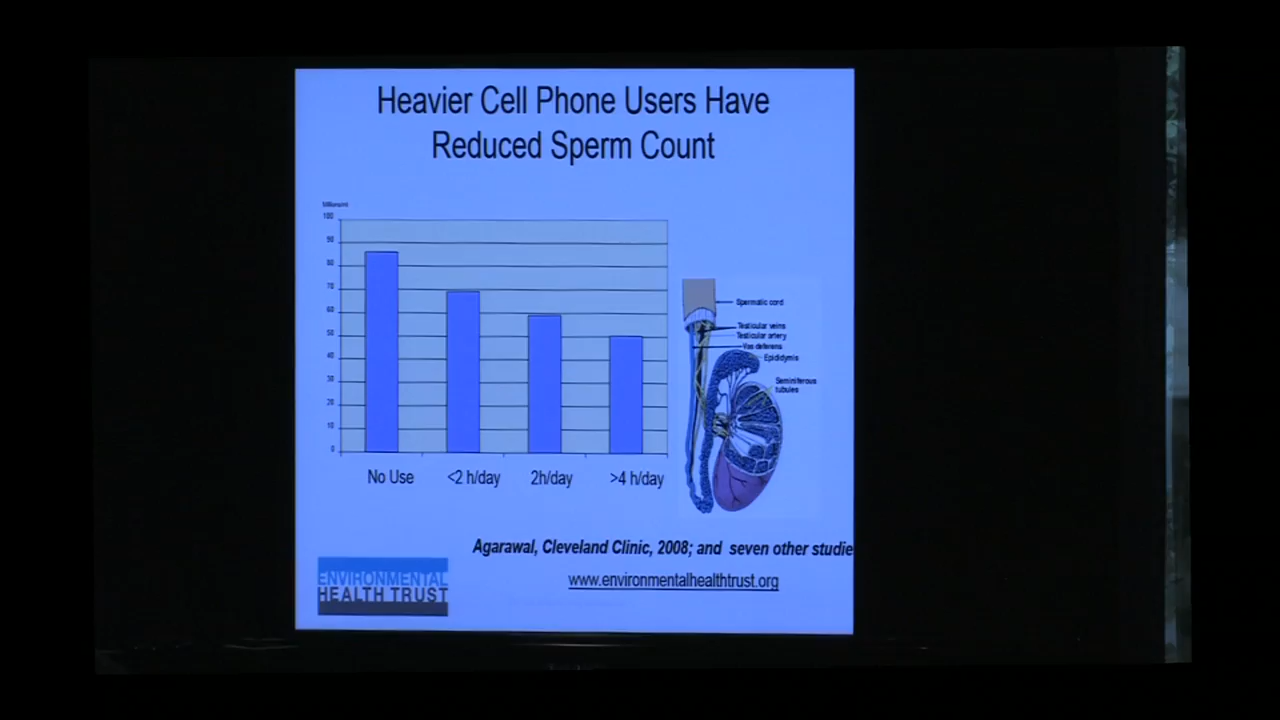 Heavier Cell Phone Users Have
Reduced Sperm Count
100
90
80
70
60
50
40
30
20
10
0
No Use
<2 h/day
2h/day
>4 h/day
Spermatic cord
Testicular veins
Testicular artery
Vas deferens
Epididymis
Seminiferous
tubules
Agarawal, Cleveland Clinic, 2008; and seven other studie
www.environmentalhealthtrust.org
ENVIRONMENTAL
HEALTH TRUST